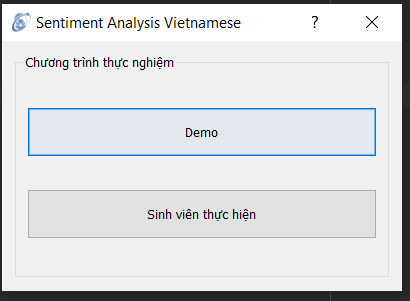 Sentiment Analysis Vietnamese
?
Chương trình thực nghiệm
Demo
Sinh viên thực hiện